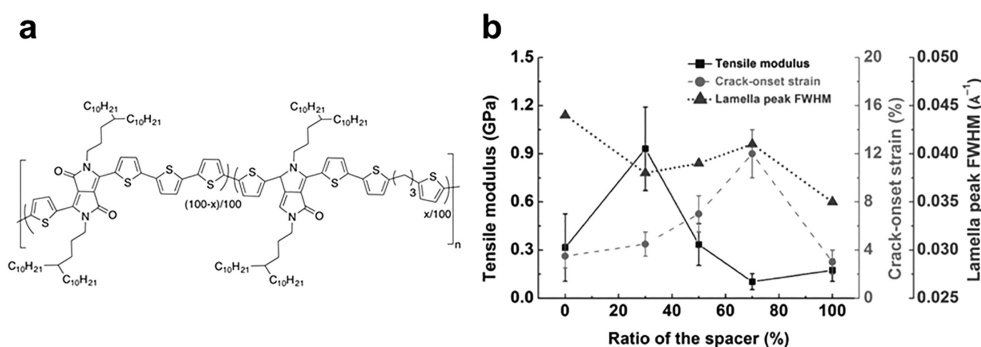 a
C10H21
C10H21
N
O
S
S
S
S
O
N
C10H21
C10H21
(100-x)/100
C10H21
C10H21
N
S
S
S
S
3
O
N
C10H21
C10H21
x/100
n
b
Tensile modulus (GPa)
1.5
1.2
0.9
0.6
0.3
0.0
0 20 40 60 80 100
Ratio of the spacer (%)
Tensile modulus
Crack-onset strain
Lamella peak FWHM
20
16
12
8
4
0
Crack-onset strain (%)
0.050
0.045
0.040
0.035
0.030
0.025
Lamella peak FWHM (Å⁻¹)